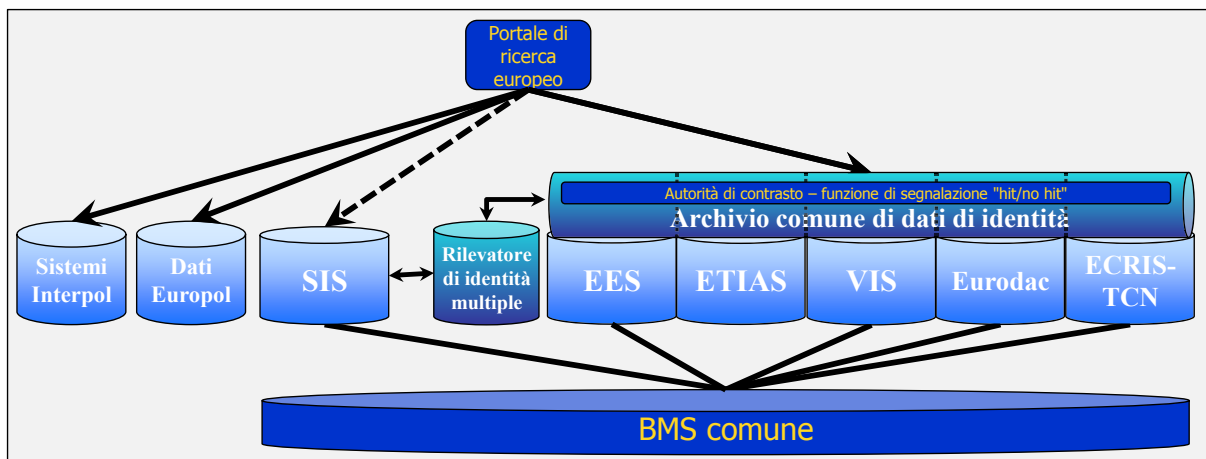 Portale di
ricerca
europeo
Autorità di contrasto – funzione di segnalazione "hit/no hit"
Archivio comune di dati di identità
Sistemi
Interpol
Dati
Europol
SIS
Rilevatore
di identità
multiple
EES
ETIAS
VIS
Eurodac
ECRIS-
TCN
BMS comune